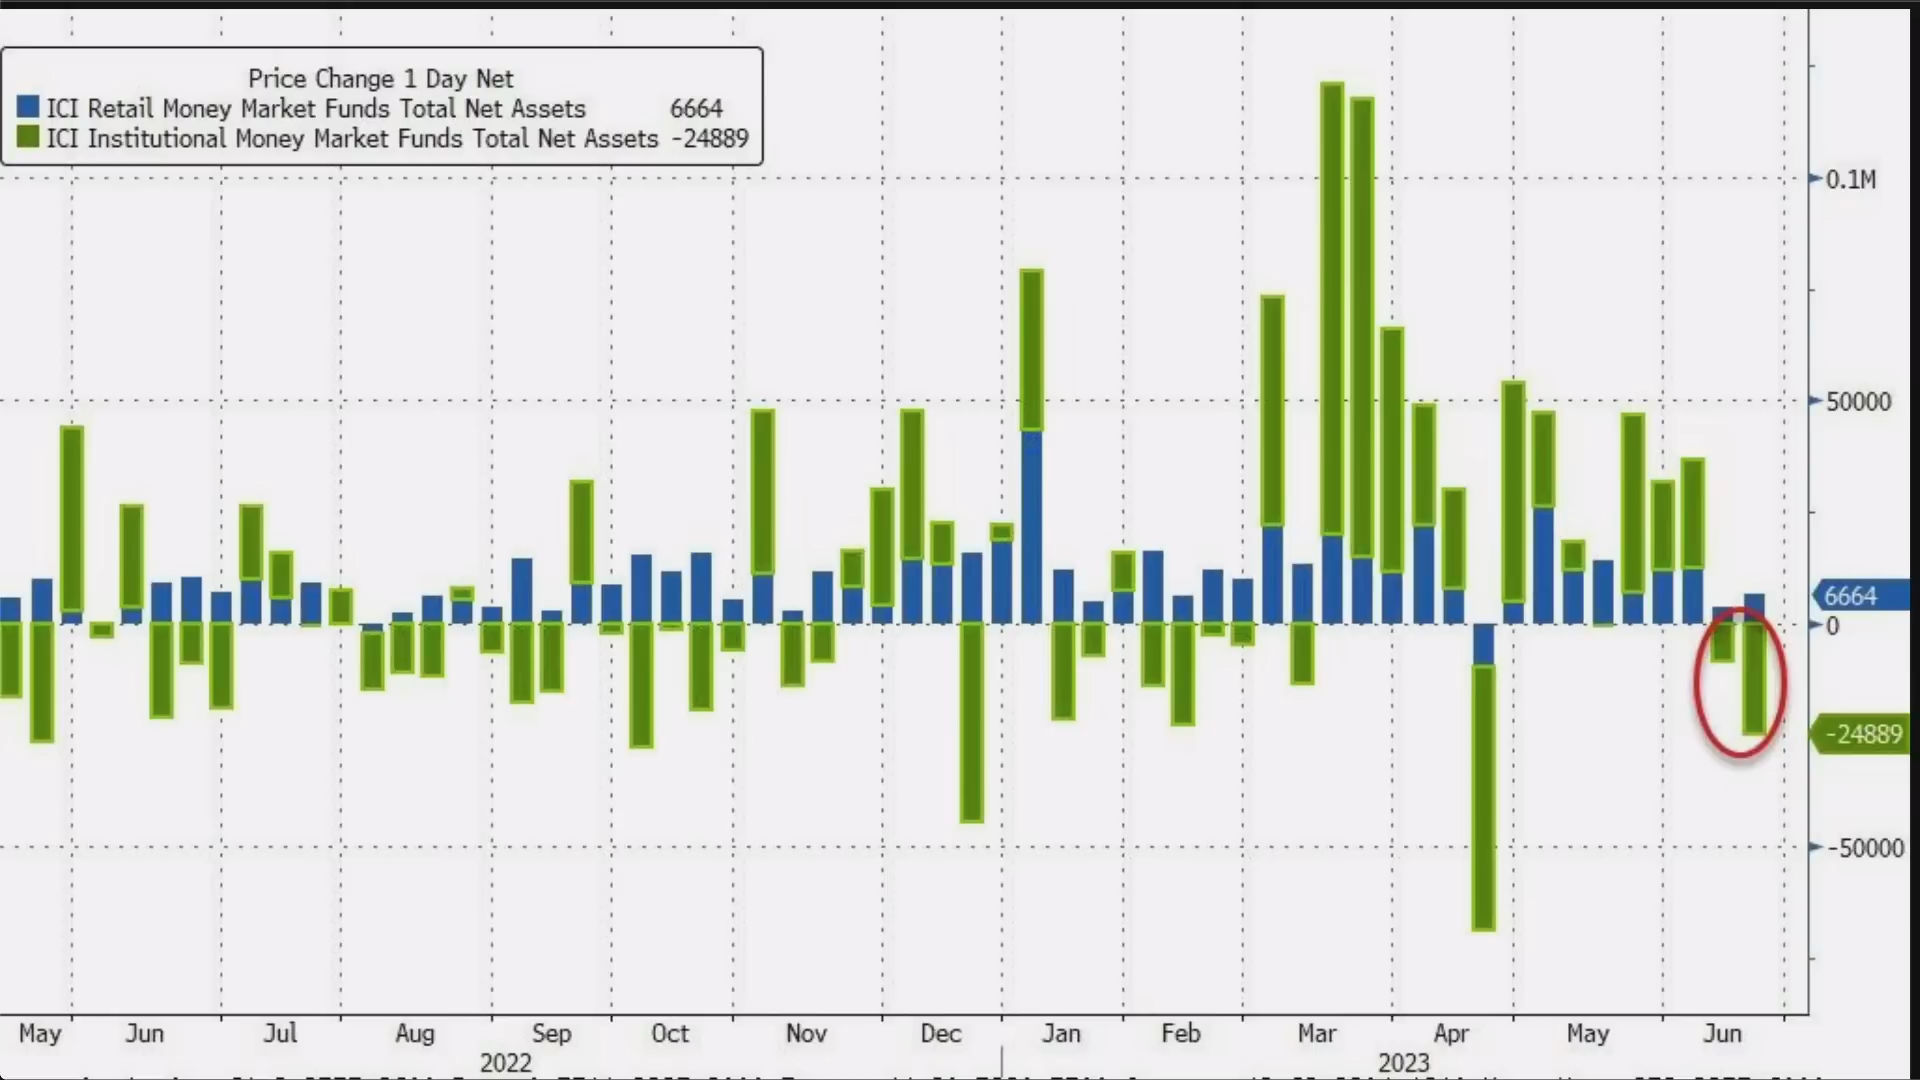 Price Change 1 Day Net
ICI Retail Money Market Funds Total Net Assets 6664
ICI Institutional Money Market Funds Total Net Assets -24889
0.1M
50000
6664
0
-24889
-50000
May Jun Jul Aug Sep Oct Nov Dec Jan Feb Mar Apr May Jun
2022 2023